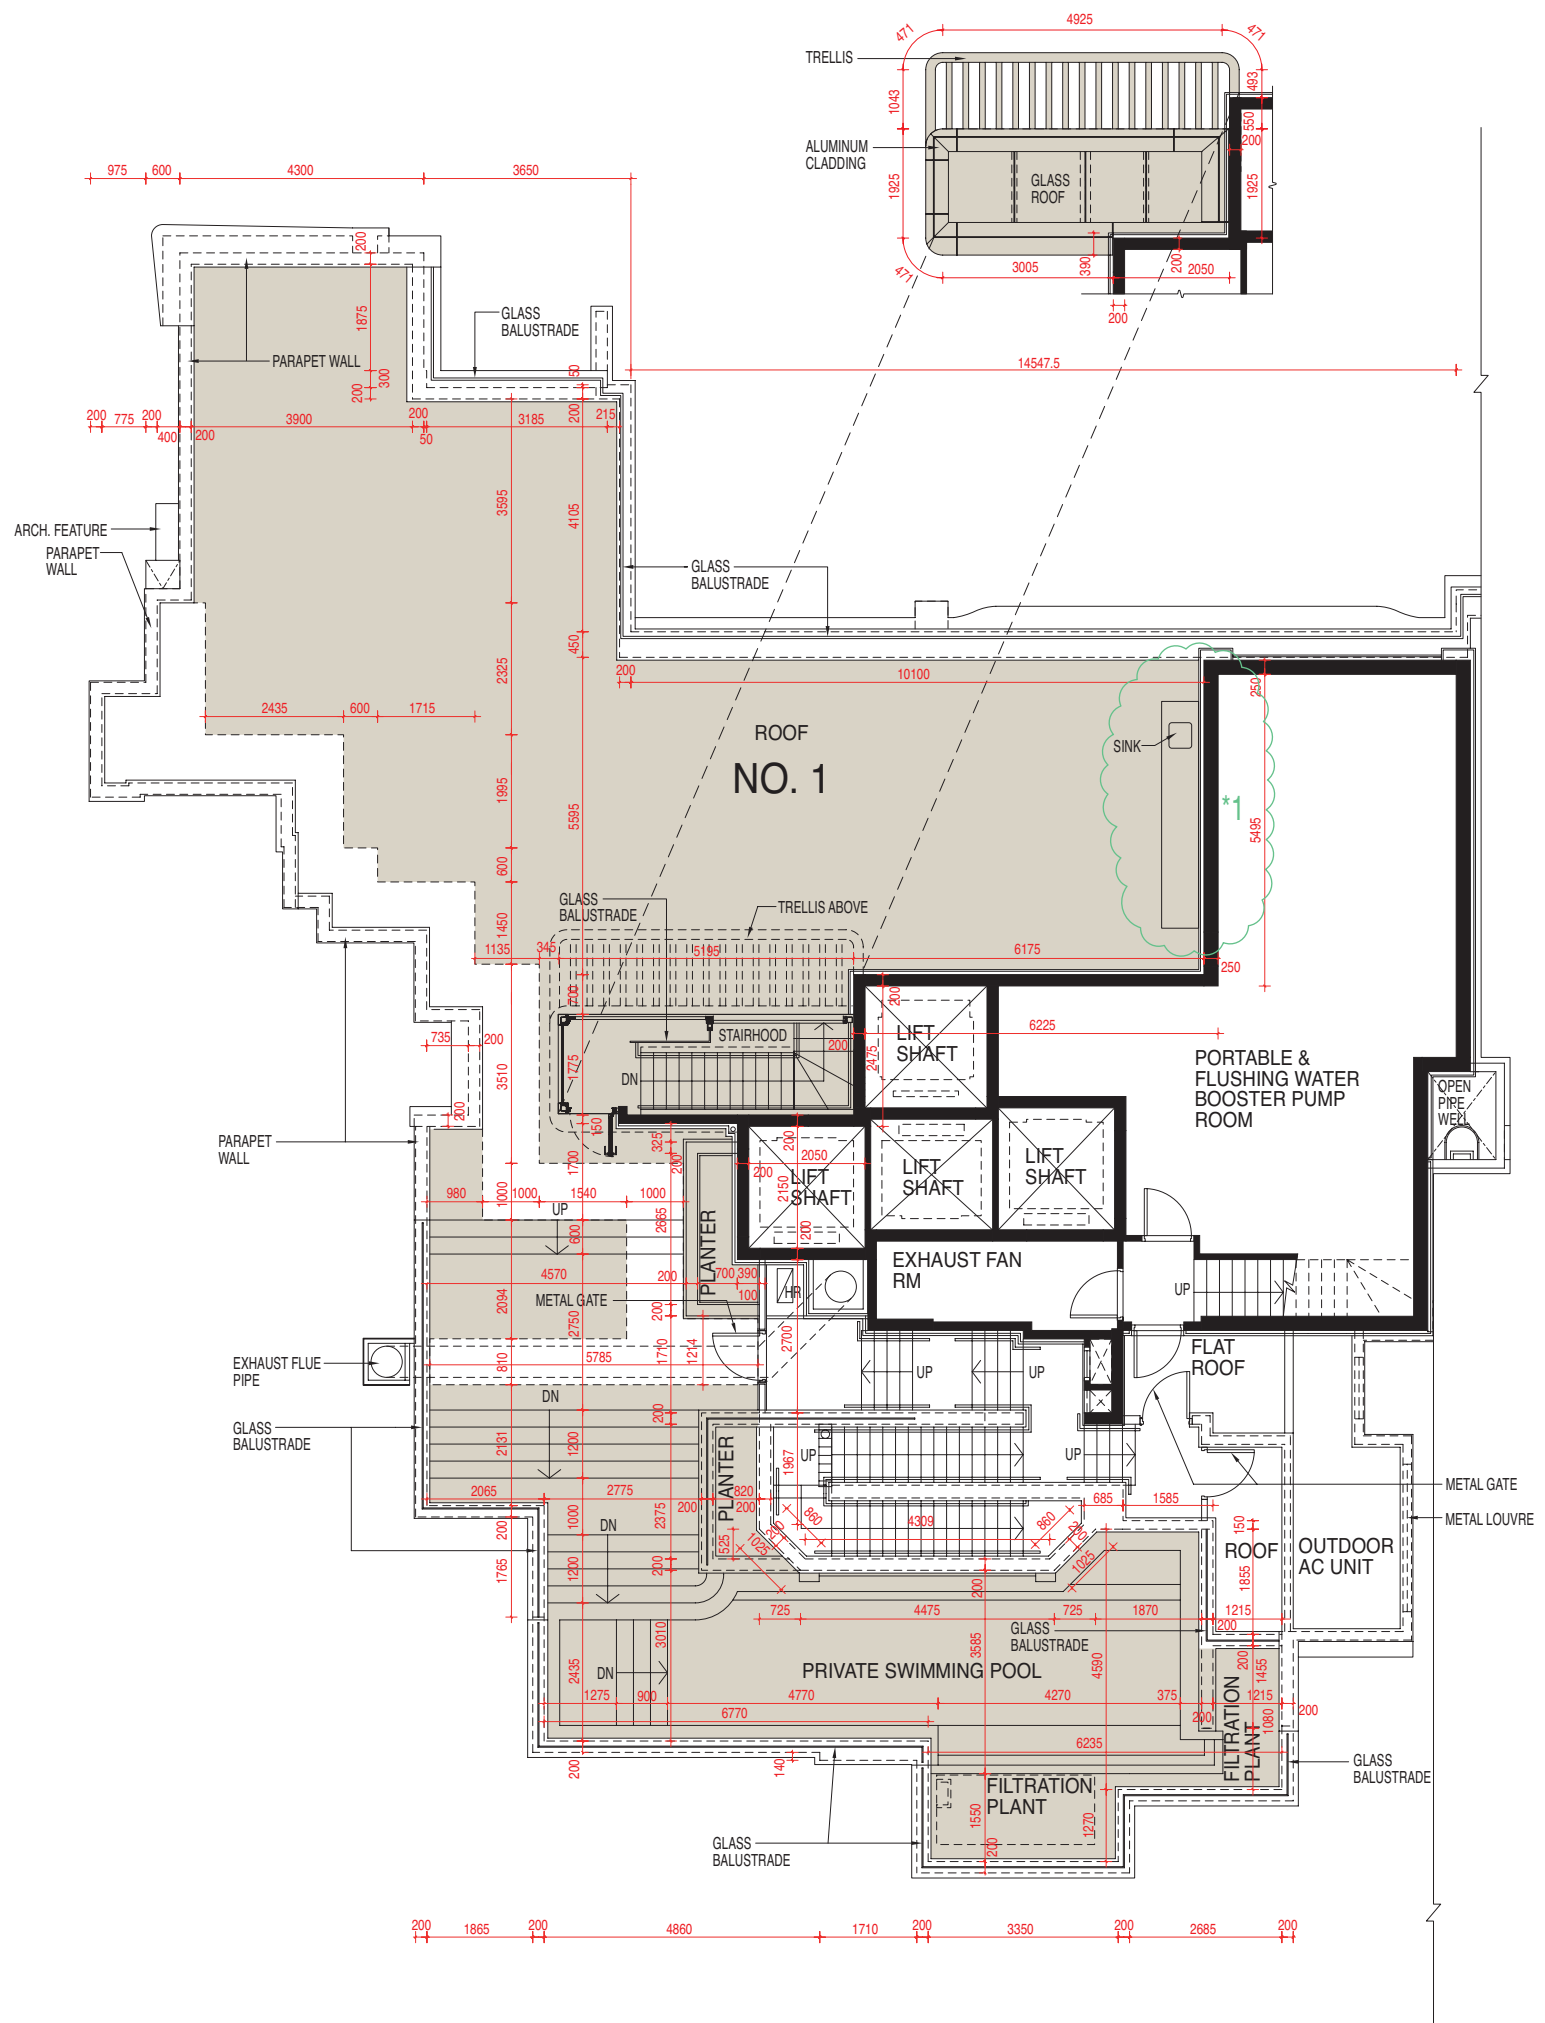 4925
471
471
TRELLIS
1043
493
550
200
ALUMINUM
CLADDING
GLASS
ROOF
1925
1925
390
200
471
3005
2050
200
975
600
4300
3650
200
1875
300
200
PARAPET WALL
GLASS
BALUSTRADE
50
200
14547.5
200
775
200
400
200
3900
200
50
3185
215
ARCH. FEATURE
PARAPET
WALL
3595
4105
GLASS
BALUSTRADE
450
2325
200
10100
250
2435
600
1715
ROOF
NO. 1
SINK
*1
1995
5595
5495
600
GLASS
BALUSTRADE
TRELLIS ABOVE
1450
1135
345
5195
6175
250
700
200
735
200
STAIRHOOD
200
LIFT
SHAFT
6225
2475
3510
1775
DN
PORTABLE &
FLUSHING WATER
BOOSTER PUMP
ROOM
OPEN
PIPE
WELL
200
150
325
200
PARAPET
WALL
1700
200
2050
200
LIFT
SHAFT
2150
200
LIFT
SHAFT
LIFT
SHAFT
980
1000
1000
1540
1000
UP
600
2665
PLANTER
EXHAUST FAN
RM
4570
200
700
390
100
HR
UP
METAL GATE
2094
2750
200
2700
EXHAUST FLUE
PIPE
810
5785
1710
1214
UP
UP
FLAT
ROOF
DN
GLASS
BALUSTRADE
200
2131
1200
PLANTER
1967
UP
UP
METAL GATE
2065
2775
200
820
200
685
1585
METAL LOUVRE
200
1000
DN
2375
525
1025
200
860
4309
860
200
1025
150
ROOF
OUTDOOR
AC UNIT
1765
1200
200
200
1855
725
4475
725
1870
1215
200
GLASS
BALUSTRADE
2435
DN
3010
3585
4590
PRIVATE SWIMMING POOL
200
1455
1275
900
4770
4270
375
200
1215
200
1080
6770
6235
FILTRATION
PLANT
200
140
FILTRATION
PLANT
GLASS
BALUSTRADE
1550
1270
200
GLASS
BALUSTRADE
200
1865
200
4860
1710
200
3350
200
2685
200